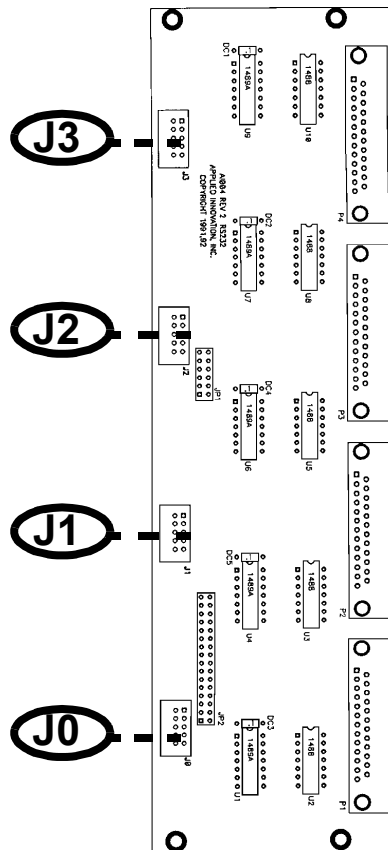 DC1
1489A
U9
1488
U10
P4
J3
J3
A/004 REV 2 RS232
APPLIED INNOVATION, INC.
COPYRIGHT 1991,92
DC2
1489A
U7
1488
U8
P3
J2
J2
JP1
DC4
1489A
U6
1488
U5
J1
J1
DC5
1489A
U4
1488
U3
P2
J0
J0
JP2
DC3
1489A
U1
1488
U2
P1